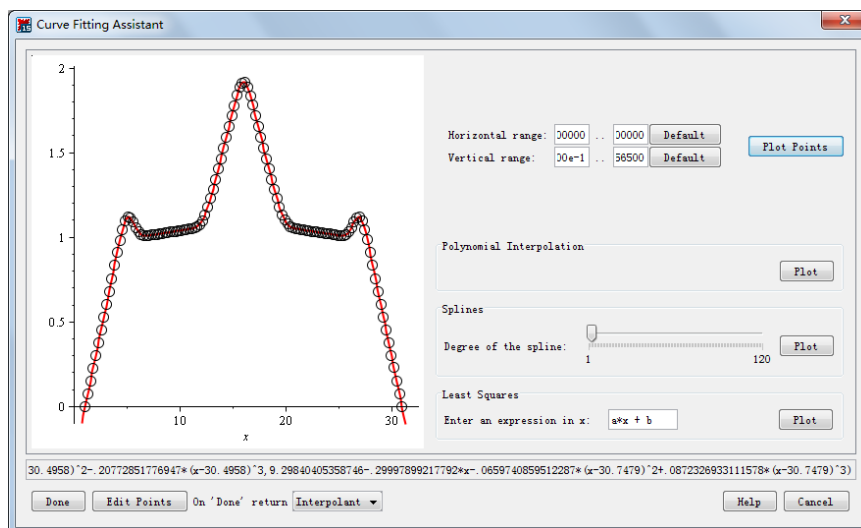 Curve Fitting Assistant
2
1.5
1
0.5
0
10 20 30
x
Horizontal range: 00000 .. 00000 Default
Vertical range: 00e-1 .. 56500 Default
Plot Points
Polynomial Interpolation
Plot
Splines
Degree of the spline: Plot
1 120
Least Squares
Enter an expression in x: a*x + b Plot
30.4958)^2-.20772851776947*(x-30.4958)^3,9.29840405358746-.29997899217792*x-.0659740859512287*(x-30.7479)^2+.0872326933111578*(x-30.7479)^3)
Done Edit Points On 'Done' return Interpolant Help Cancel